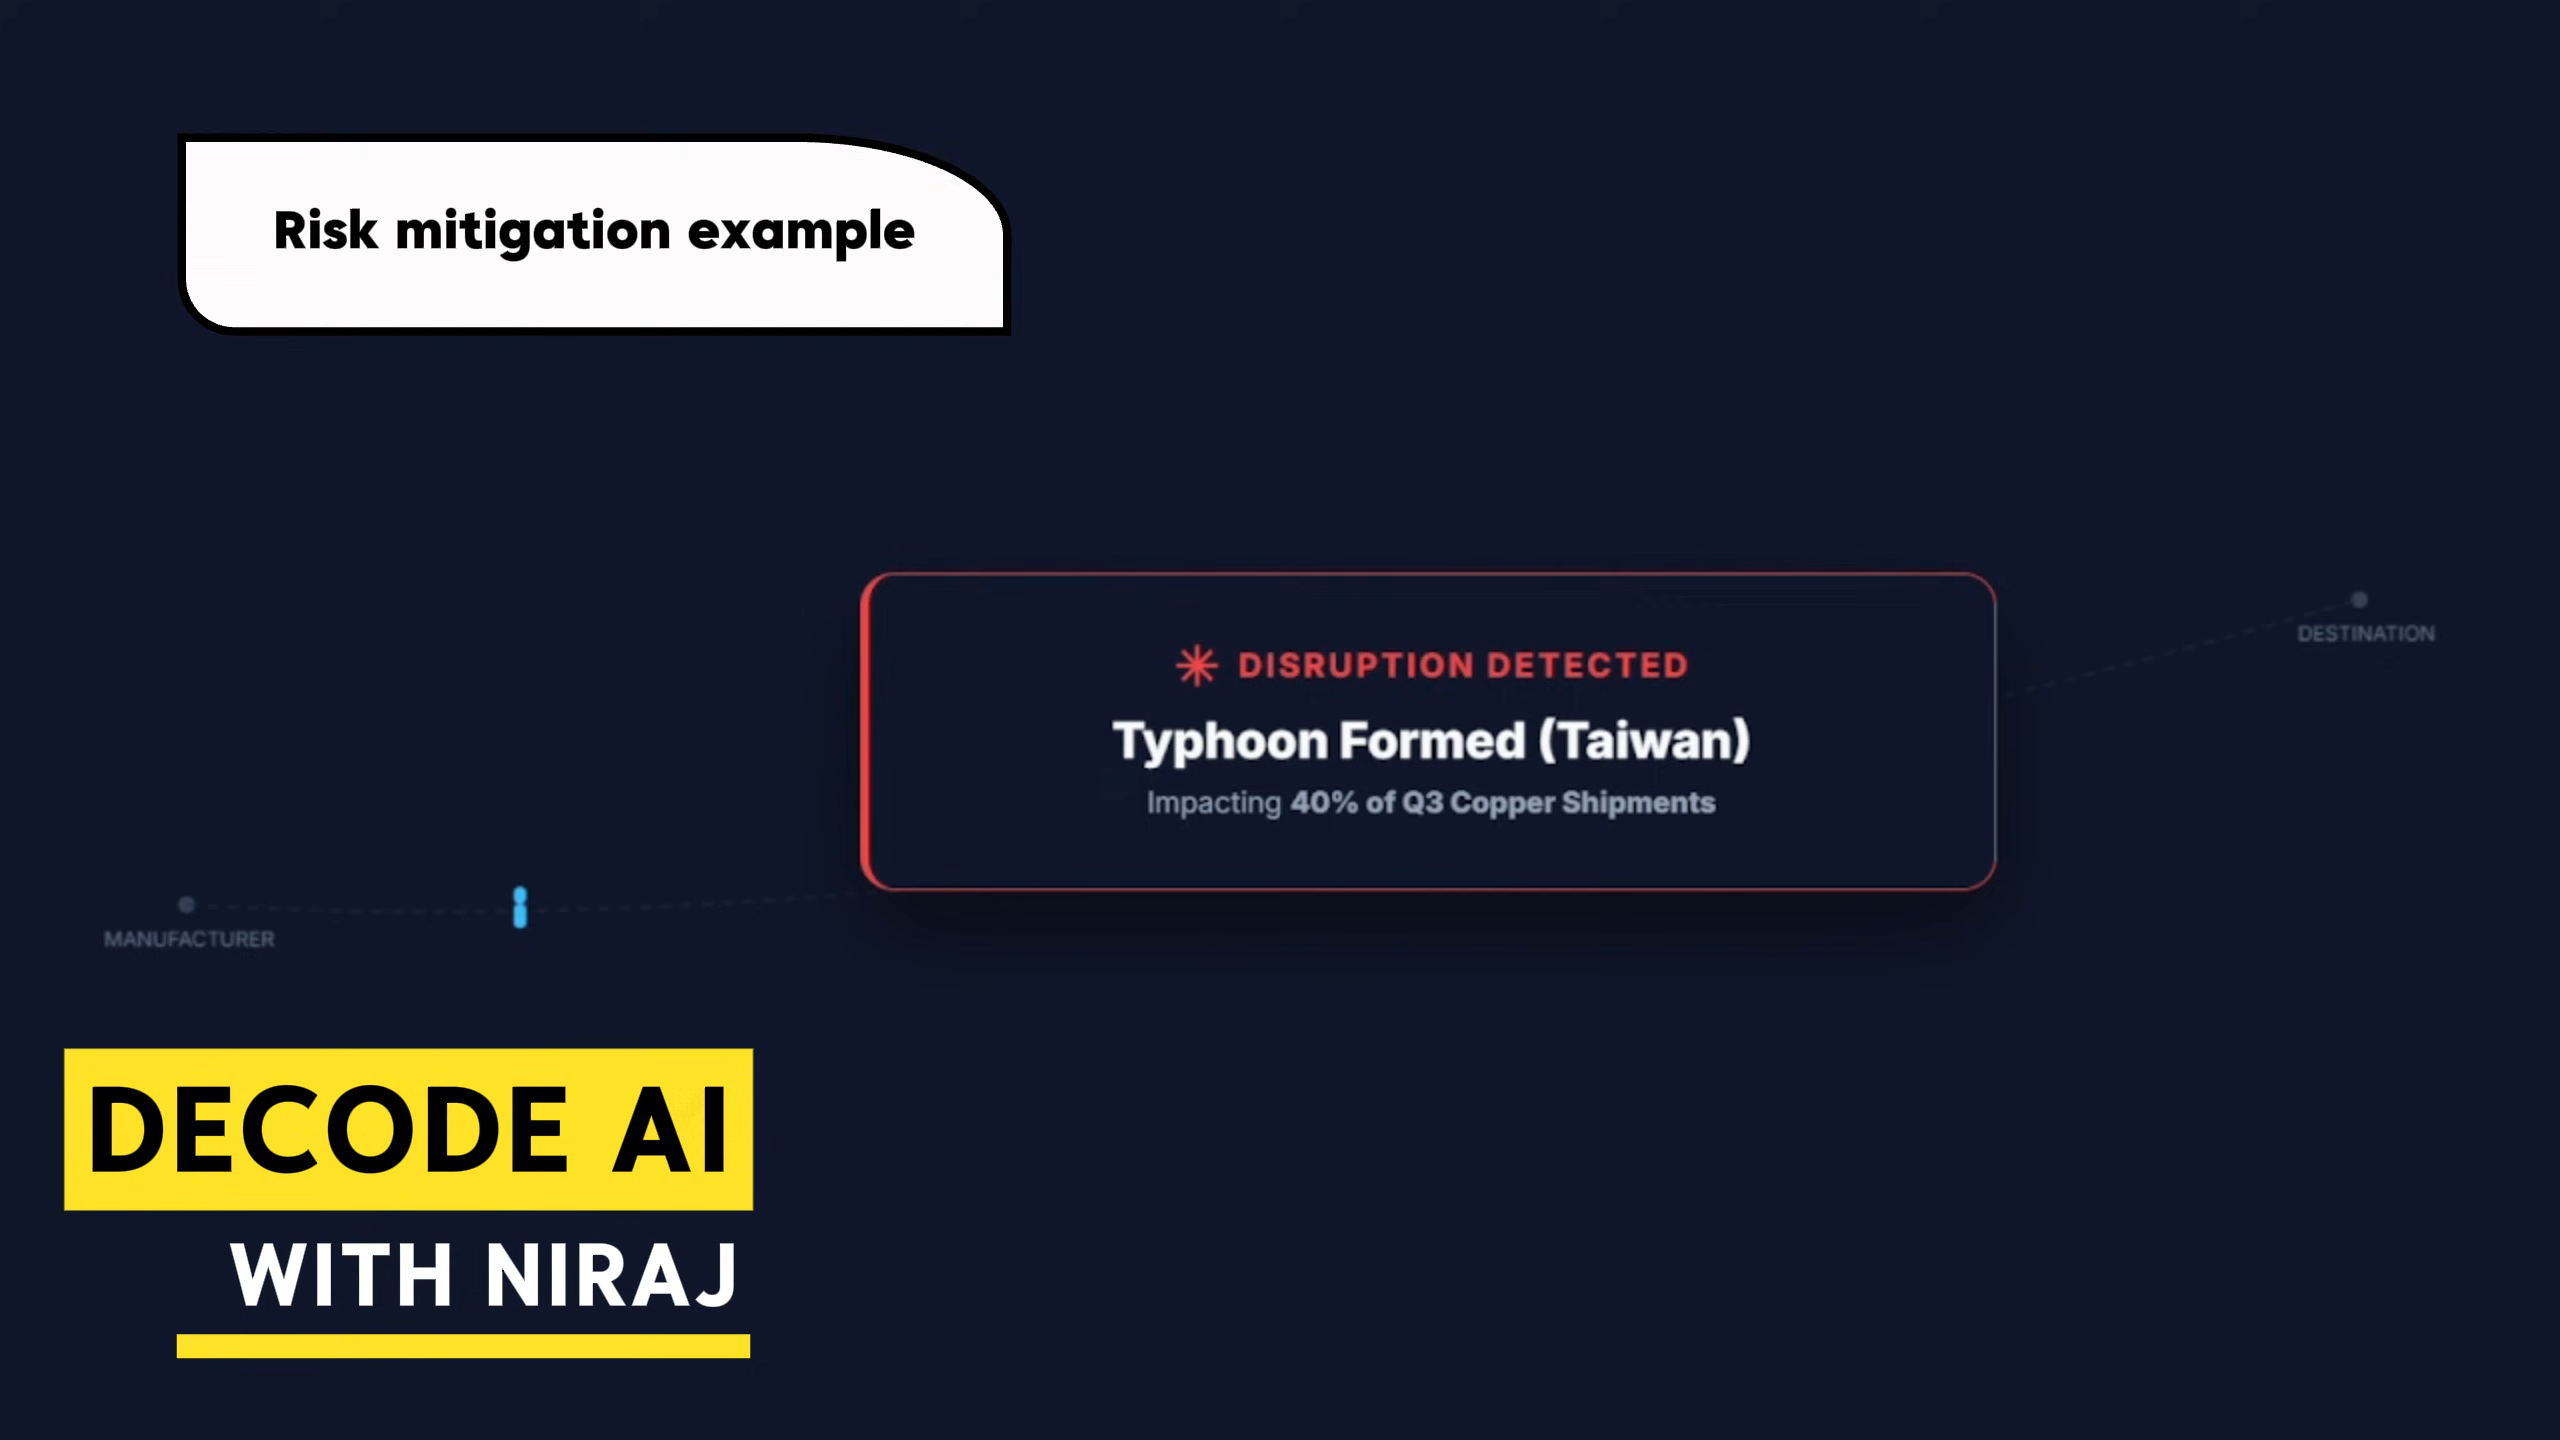 Risk mitigation example
DISRUPTION DETECTED
Typhoon Formed (Taiwan)
Impacting 40% of Q3 Copper Shipments
DESTINATION
MANUFACTURER
DECODE AI
WITH NIRAJ